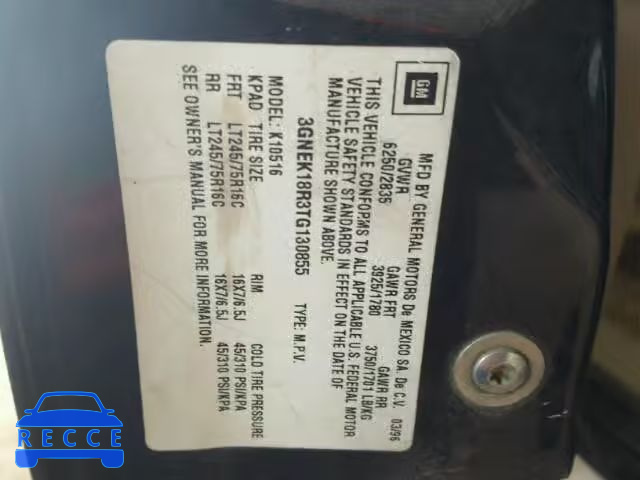 GM
MFD BY GENERAL MOTORS De MEXICO SA. De C.V. 03/96
GVWR GAWR FRT GAWR RR
6250/2835 3925/1780 3750/1701 LB/KG
THIS VEHICLE CONFORMS TO ALL APPLICABLE U.S. FEDERAL MOTOR
VEHICLE SAFETY STANDARDS IN EFFECT ON THE DATE OF
MANUFACTURE SHOWN ABOVE.
3GNEK18R3TG130855 TYPE: M.P.V.
MODEL: K10516
KPAD TIRE SIZE RIM COLD TIRE PRESSURE
FRT LT245/75R16C 16X7/6.5J 45/310 PSI/KPA
RR LT245/75R16C 16X7/6.5J 45/310 PSI/KPA
SEE OWNER'S MANUAL FOR MORE INFORMATION.
RECCE